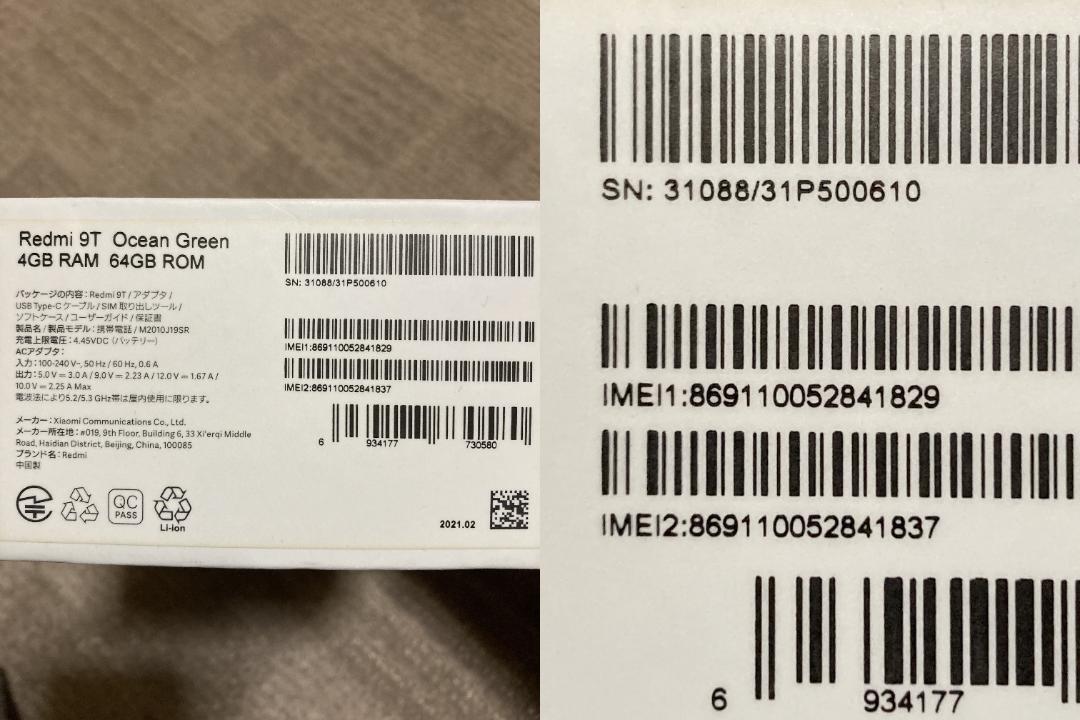 Redmi 9T Ocean Green
4GB RAM 64GB ROM
パッケージの内容：Redmi 9T / アダプタ /
USB Type-C ケーブル / SIM 取り出しツール /
ソフトケース / ユーザーガイド / 保証書
製品名 / 製品モデル：携帯電話 / M2010J19SR
充電上限電圧：4.45VDC（バッテリー）
ACアダプタ：
入力：100-240 V~, 50 Hz / 60 Hz, 0.6 A
出力：5.0 V⎓3.0 A / 9.0 V⎓2.23 A / 12.0 V⎓1.67 A /
10.0 V⎓2.25 A Max
電波法により5.2/5.3 GHz帯は屋内使用に限ります。
メーカー：Xiaomi Communications Co., Ltd.
メーカー所在地：#019, 9th Floor, Building 6, 33 Xi'erqi Middle
Road, Haidian District, Beijing, China, 100085
ブランド名：Redmi
中国製
QC
PASS
Li-ion
SN: 31088/31P500610
IMEI1:869110052841829
IMEI2:869110052841837
6 934177 730580
2021.02
SN: 31088/31P500610
IMEI1:869110052841829
IMEI2:869110052841837
6 934177